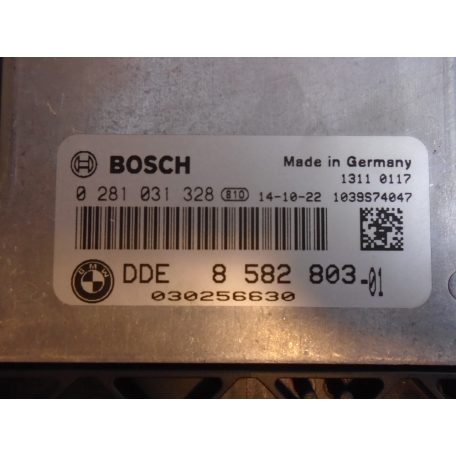 BOSCH Made in Germany
1311 0117
0 281 031 328 810 14-10-22 1039S74047
BMW DDE 8 582 803-01
030256630